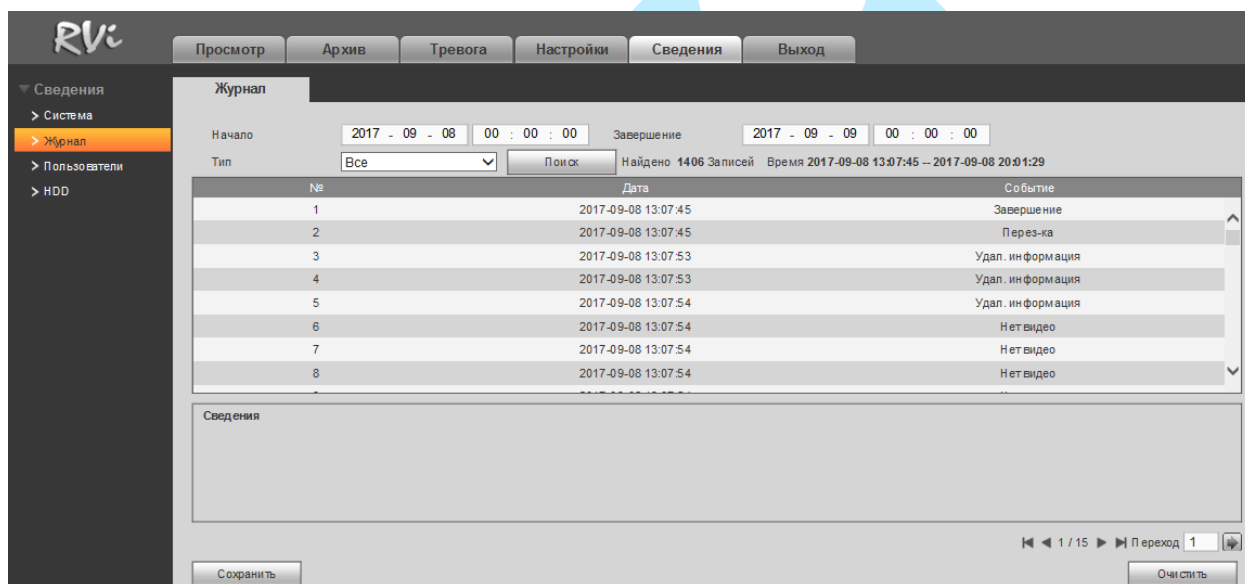 RVi
Просмотр Архив Тревога Настройки Сведения Выход
Сведения
Система
Журнал
Пользователи
HDD
Журнал
Начало 2017 - 09 - 08 00 : 00 : 00 Завершение 2017 - 09 - 09 00 : 00 : 00
Тип Все Поиск Найдено 1406 Записей Время 2017-09-08 13:07:45 -- 2017-09-08 20:01:29
№ Дата Событие
1 2017-09-08 13:07:45 Завершение
2 2017-09-08 13:07:45 Перез-ка
3 2017-09-08 13:07:53 Удал. информация
4 2017-09-08 13:07:53 Удал. информация
5 2017-09-08 13:07:54 Удал. информация
6 2017-09-08 13:07:54 Нет видео
7 2017-09-08 13:07:54 Нет видео
8 2017-09-08 13:07:54 Нет видео
Сведения
1 / 15 Переход 1
Сохранить Очистить